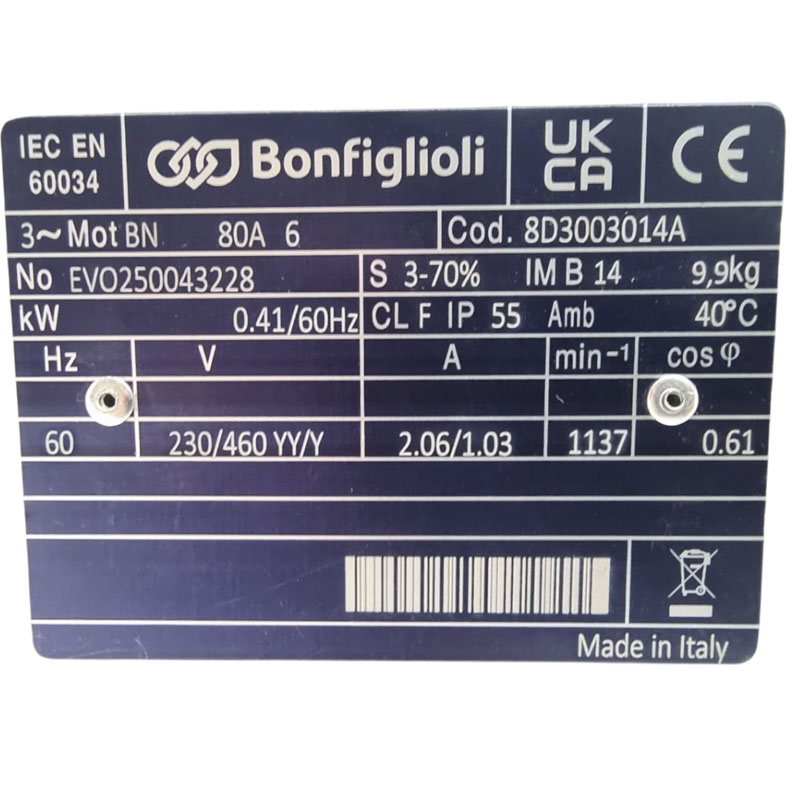 IEC EN 60034 Bonfiglioli UK CA CE
3~ Mot BN 80A 6 Cod. 8D3003014A
No EVO250043228 S 3-70% IM B 14 9,9kg
kW 0.41/60Hz CL F IP 55 Amb 40°C
Hz V A min-1 cos φ
60 230/460 YY/Y 2.06/1.03 1137 0.61
Made in Italy